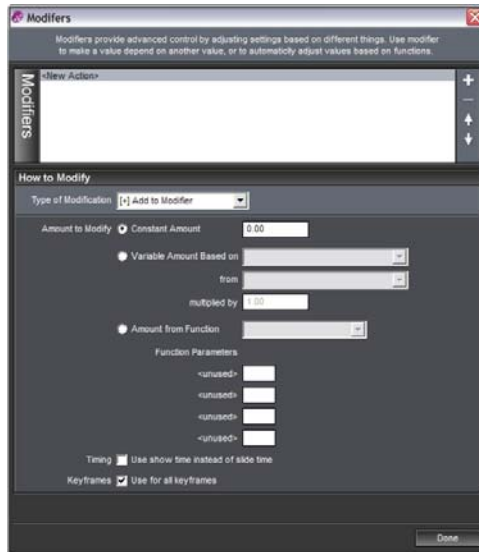 Modifers
Modifiers provide advanced control by adjusting settings based on different things. Use modifier
to make a value depend on another value, or to automaticlly adjust values based on functions.
Modifiers
<New Action>
How to Modify
Type of Modification [+] Add to Modifier
Amount to Modify Constant Amount 0.00
Variable Amount Based on
from
multiplied by 1.00
Amount from Function
Function Parameters
<unused>
<unused>
<unused>
<unused>
Timing Use show time instead of slide time
Keyframes Use for all keyframes
Done